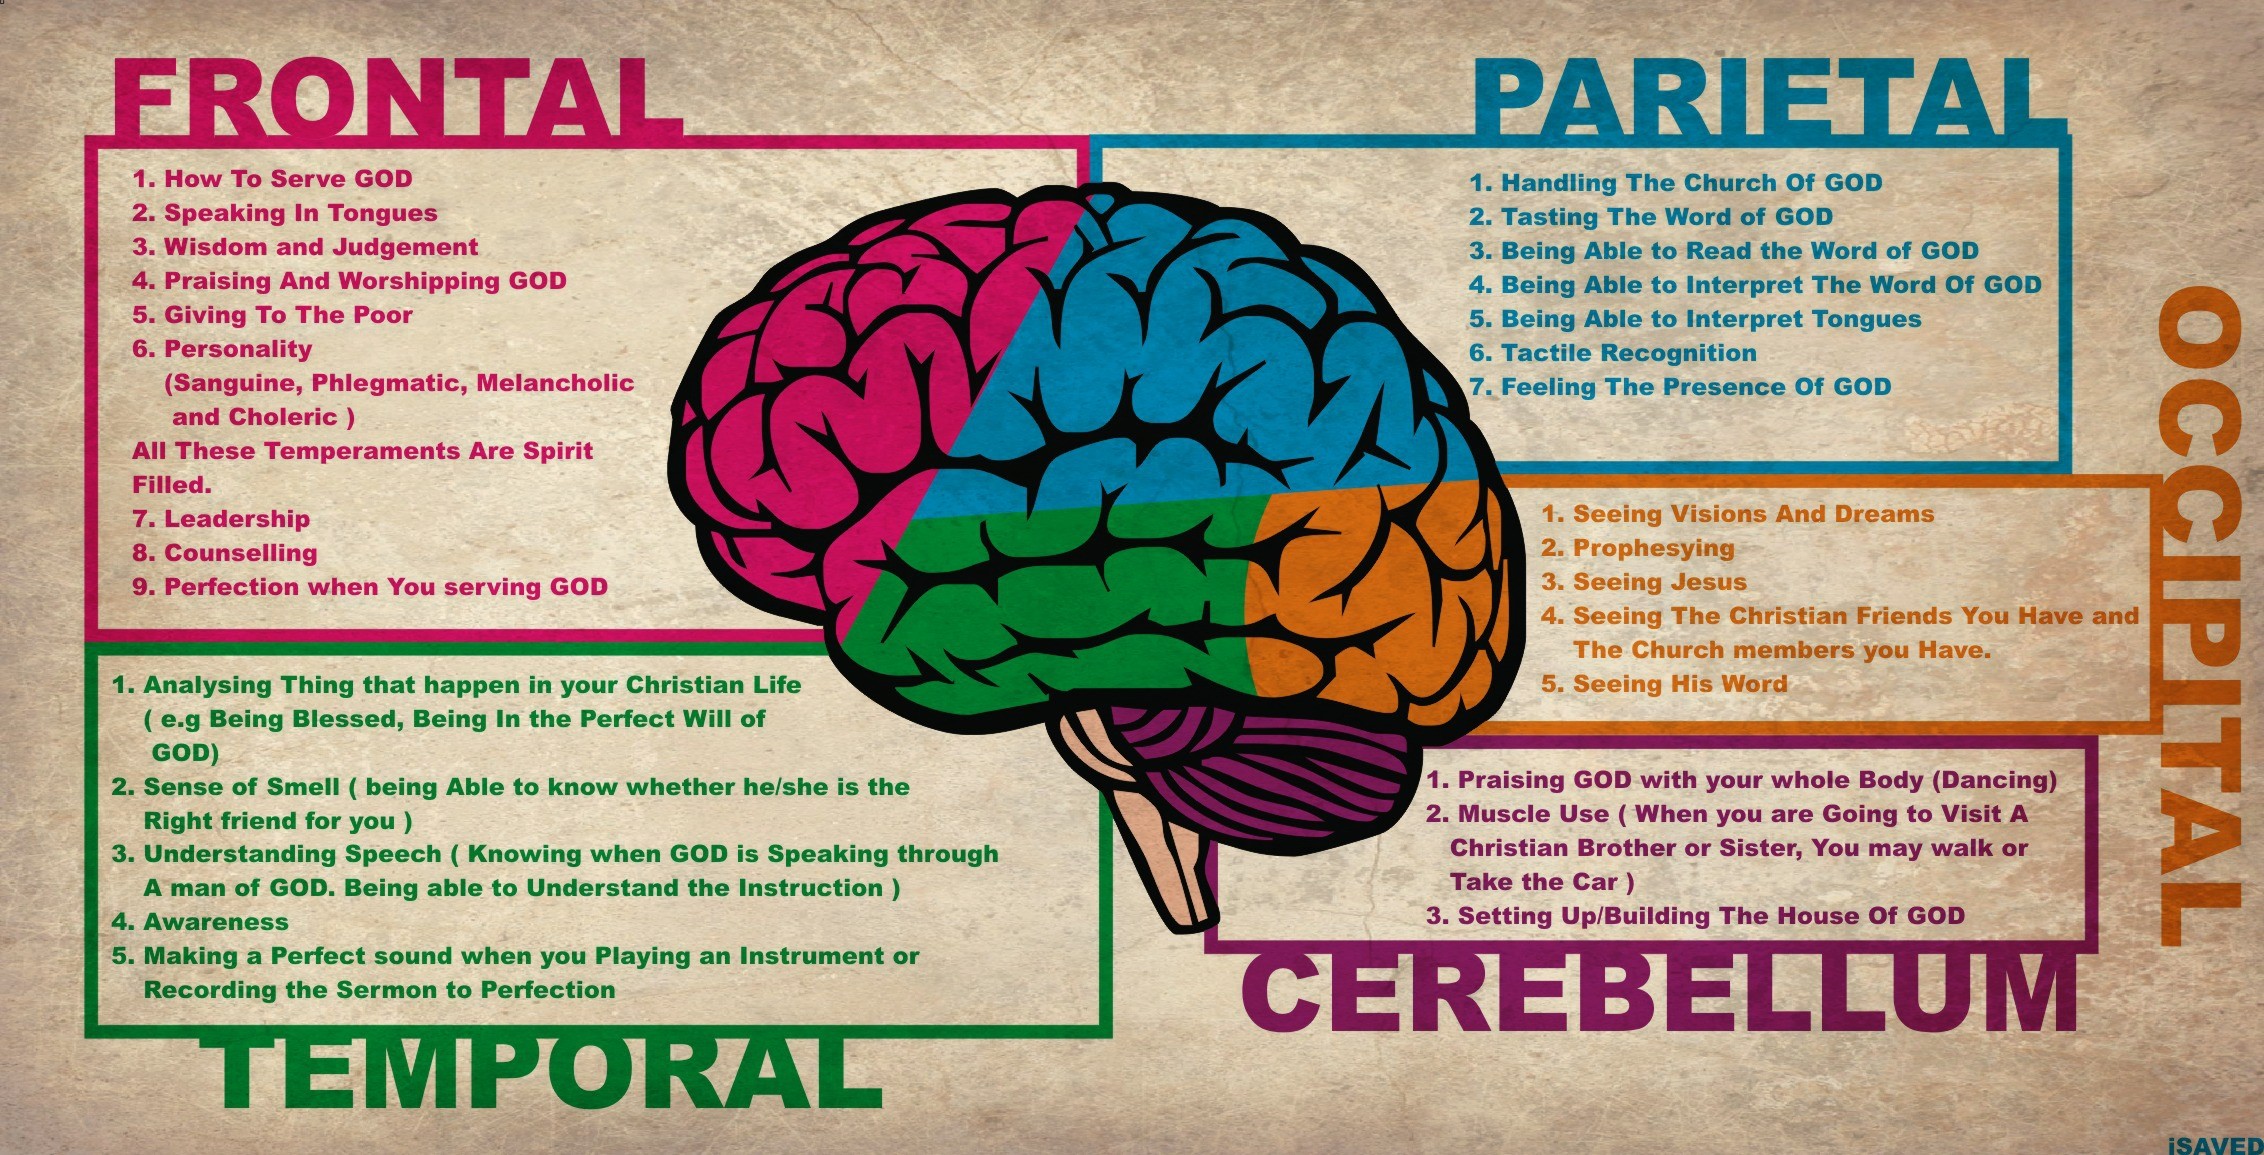 FRONTAL
1. How To Serve GOD
2. Speaking In Tongues
3. Wisdom and Judgement
4. Praising And Worshipping GOD
5. Giving To The Poor
6. Personality
(Sanguine, Phlegmatic, Melancholic
and Choleric )
All These Temperaments Are Spirit
Filled.
7. Leadership
8. Counselling
9. Perfection when You serving GOD
PARIETAL
1. Handling The Church Of GOD
2. Tasting The Word of GOD
3. Being Able to Read the Word of GOD
4. Being Able to Interpret The Word Of GOD
5. Being Able to Interpret Tongues
6. Tactile Recognition
7. Feeling The Presence Of GOD
OCCIPITAL
1. Seeing Visions And Dreams
2. Prophesying
3. Seeing Jesus
4. Seeing The Christian Friends You Have and
The Church members you Have.
5. Seeing His Word
1. Analysing Thing that happen in your Christian Life
( e.g Being Blessed, Being In the Perfect Will of
GOD)
2. Sense of Smell ( being Able to know whether he/she is the
Right friend for you )
3. Understanding Speech ( Knowing when GOD is Speaking through
A man of GOD. Being able to Understand the Instruction )
4. Awareness
5. Making a Perfect sound when you Playing an Instrument or
Recording the Sermon to Perfection
TEMPORAL
1. Praising GOD with your whole Body (Dancing)
2. Muscle Use ( When you are Going to Visit A
Christian Brother or Sister, You may walk or
Take the Car )
3. Setting Up/Building The House Of GOD
CEREBELLUM
iSAVED